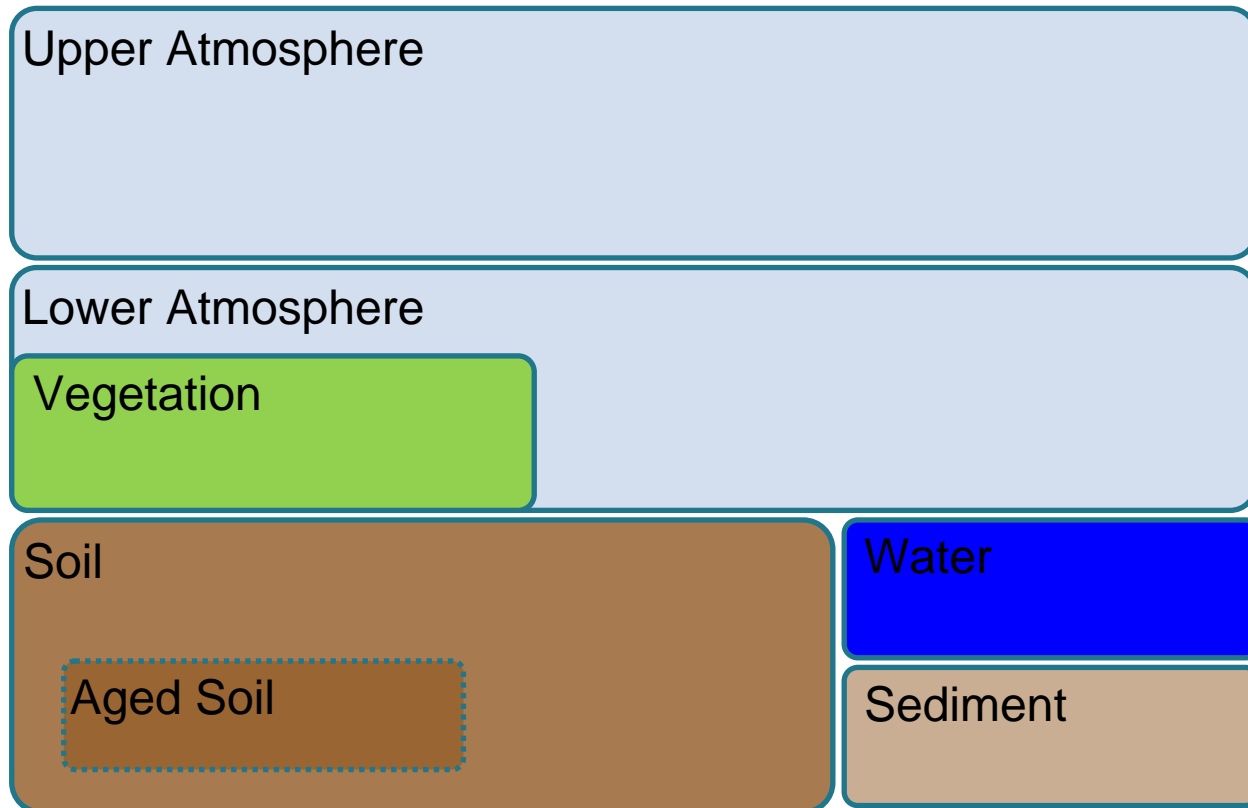 Upper Atmosphere
Lower Atmosphere
Vegetation
Soil
Water
Aged Soil
Sediment